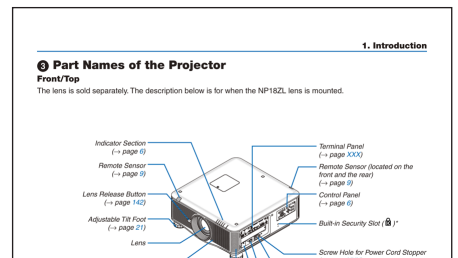 1. Introduction
❸ Part Names of the Projector
Front/Top
The lens is sold separately. The description below is for when the NP18ZL lens is mounted.
Indicator Section
(→ page 6)
Remote Sensor
(→ page 9)
Lens Release Button
(→ page 142)
Adjustable Tilt Foot
(→ page 21)
Lens
Terminal Panel
(→ page XXX)
Remote Sensor (located on the
front and the rear)
(→ page 9)
Control Panel
(→ page 6)
Built-in Security Slot ( )*
Screw Hole for Power Cord Stopper